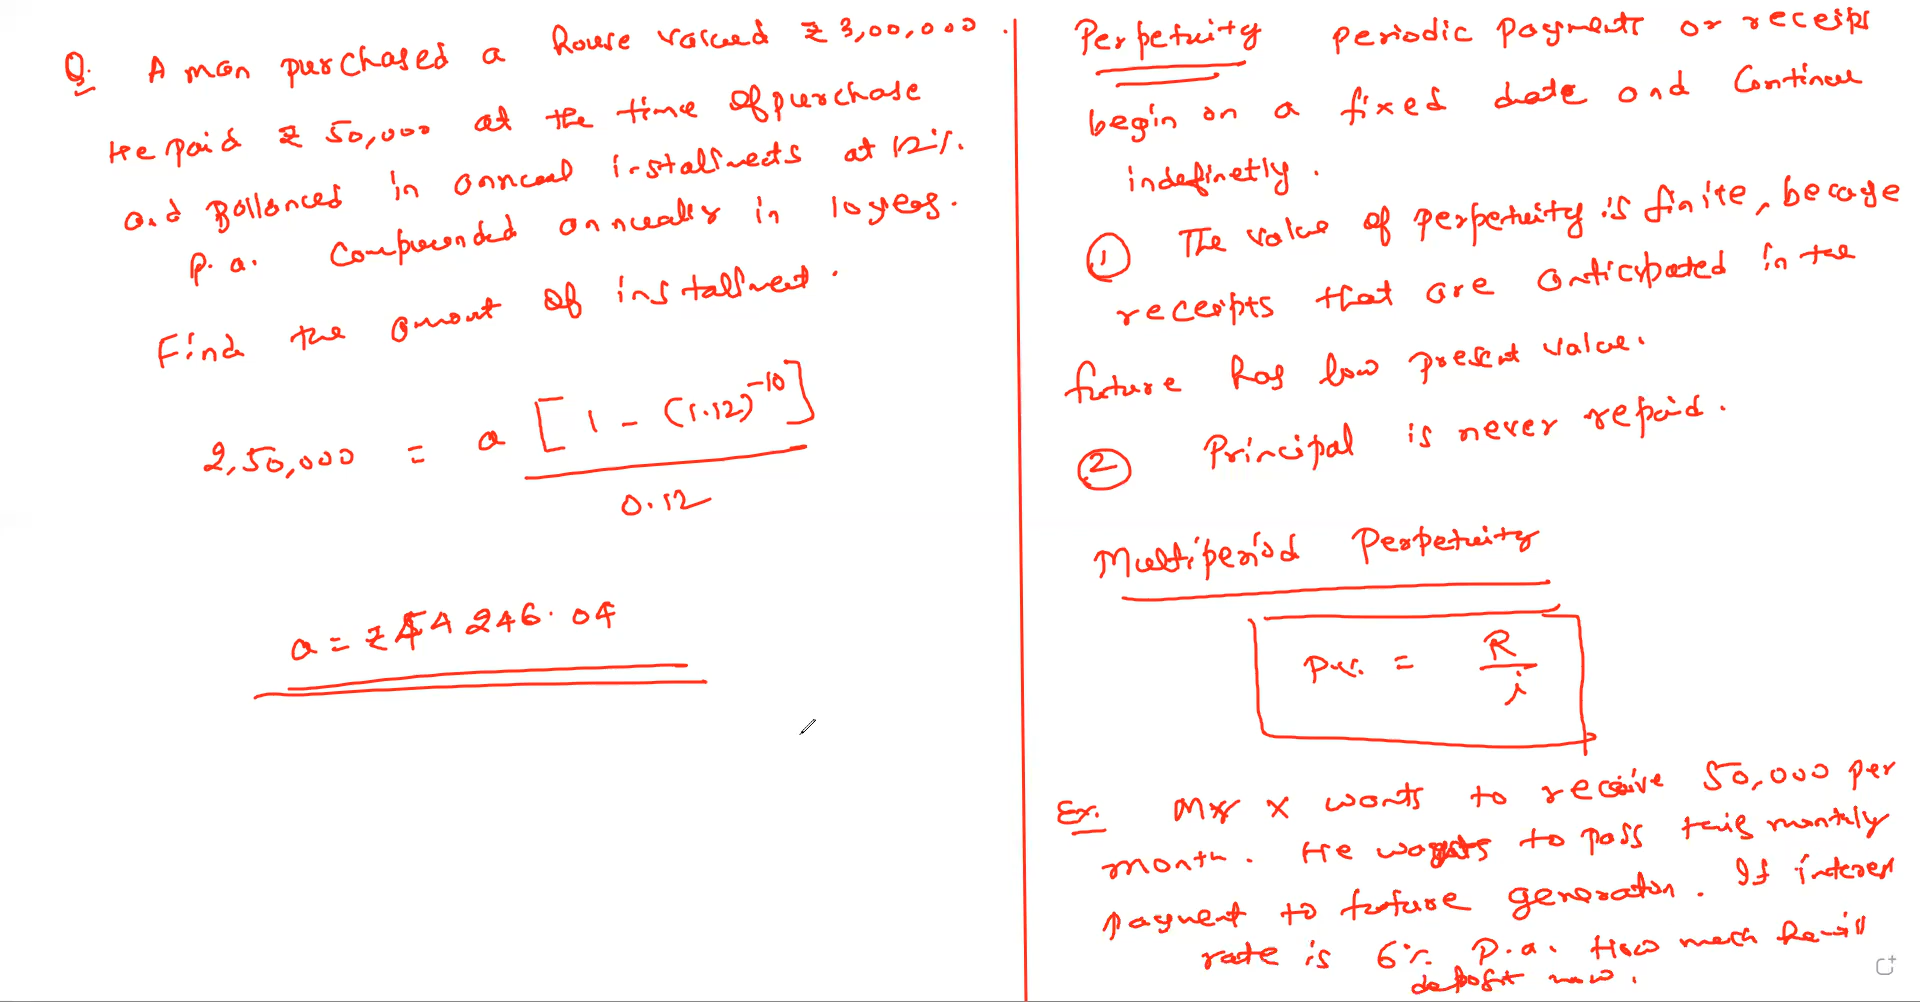 Q. A man purchased a house valued ₹ 3,00,000.
He paid ₹ 50,000 at the time of purchase
and Ballanced in annual installments at 12%.
p.a. compounded annually in 10 years.
Find the amount of installment.
2,50,000 = a [1 - (1.12)^-10]
0.12
a = ₹ 44246.04
Perpetuity periodic payments or receipts
begin on a fixed date and continue
indefinetly.
① The value of perpetuity is finite, because
receipts that are anticipated in the
future has low present value.
② Principal is never repaid.
Multiperiod Perpetuity
P.V. = R
i
Ex. Mr X wants to receive 50,000 per
month. He wants to pass this monthly
payment to future generation. If interest
rate is 6% p.a. How much he will
deposit now.